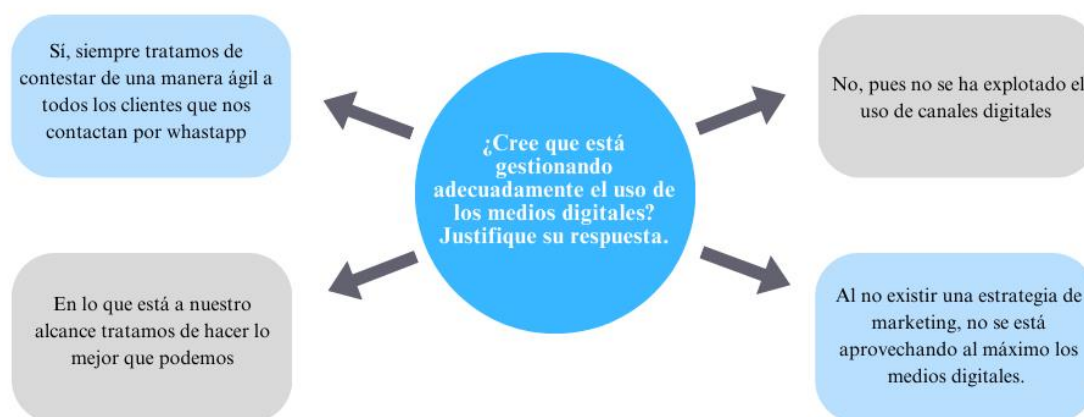 Sí, siempre tratamos de
contestar de una manera ágil a
todos los clientes que nos
contactan por whastapp
¿Cree que está
gestionando
adecuadamente el uso de
los medios digitales?
Justifique su respuesta.
No, pues no se ha explotado el
uso de canales digitales
En lo que está a nuestro
alcance tratamos de hacer lo
mejor que podemos
Al no existir una estrategia de
marketing, no se está
aprovechando al máximo los
medios digitales.